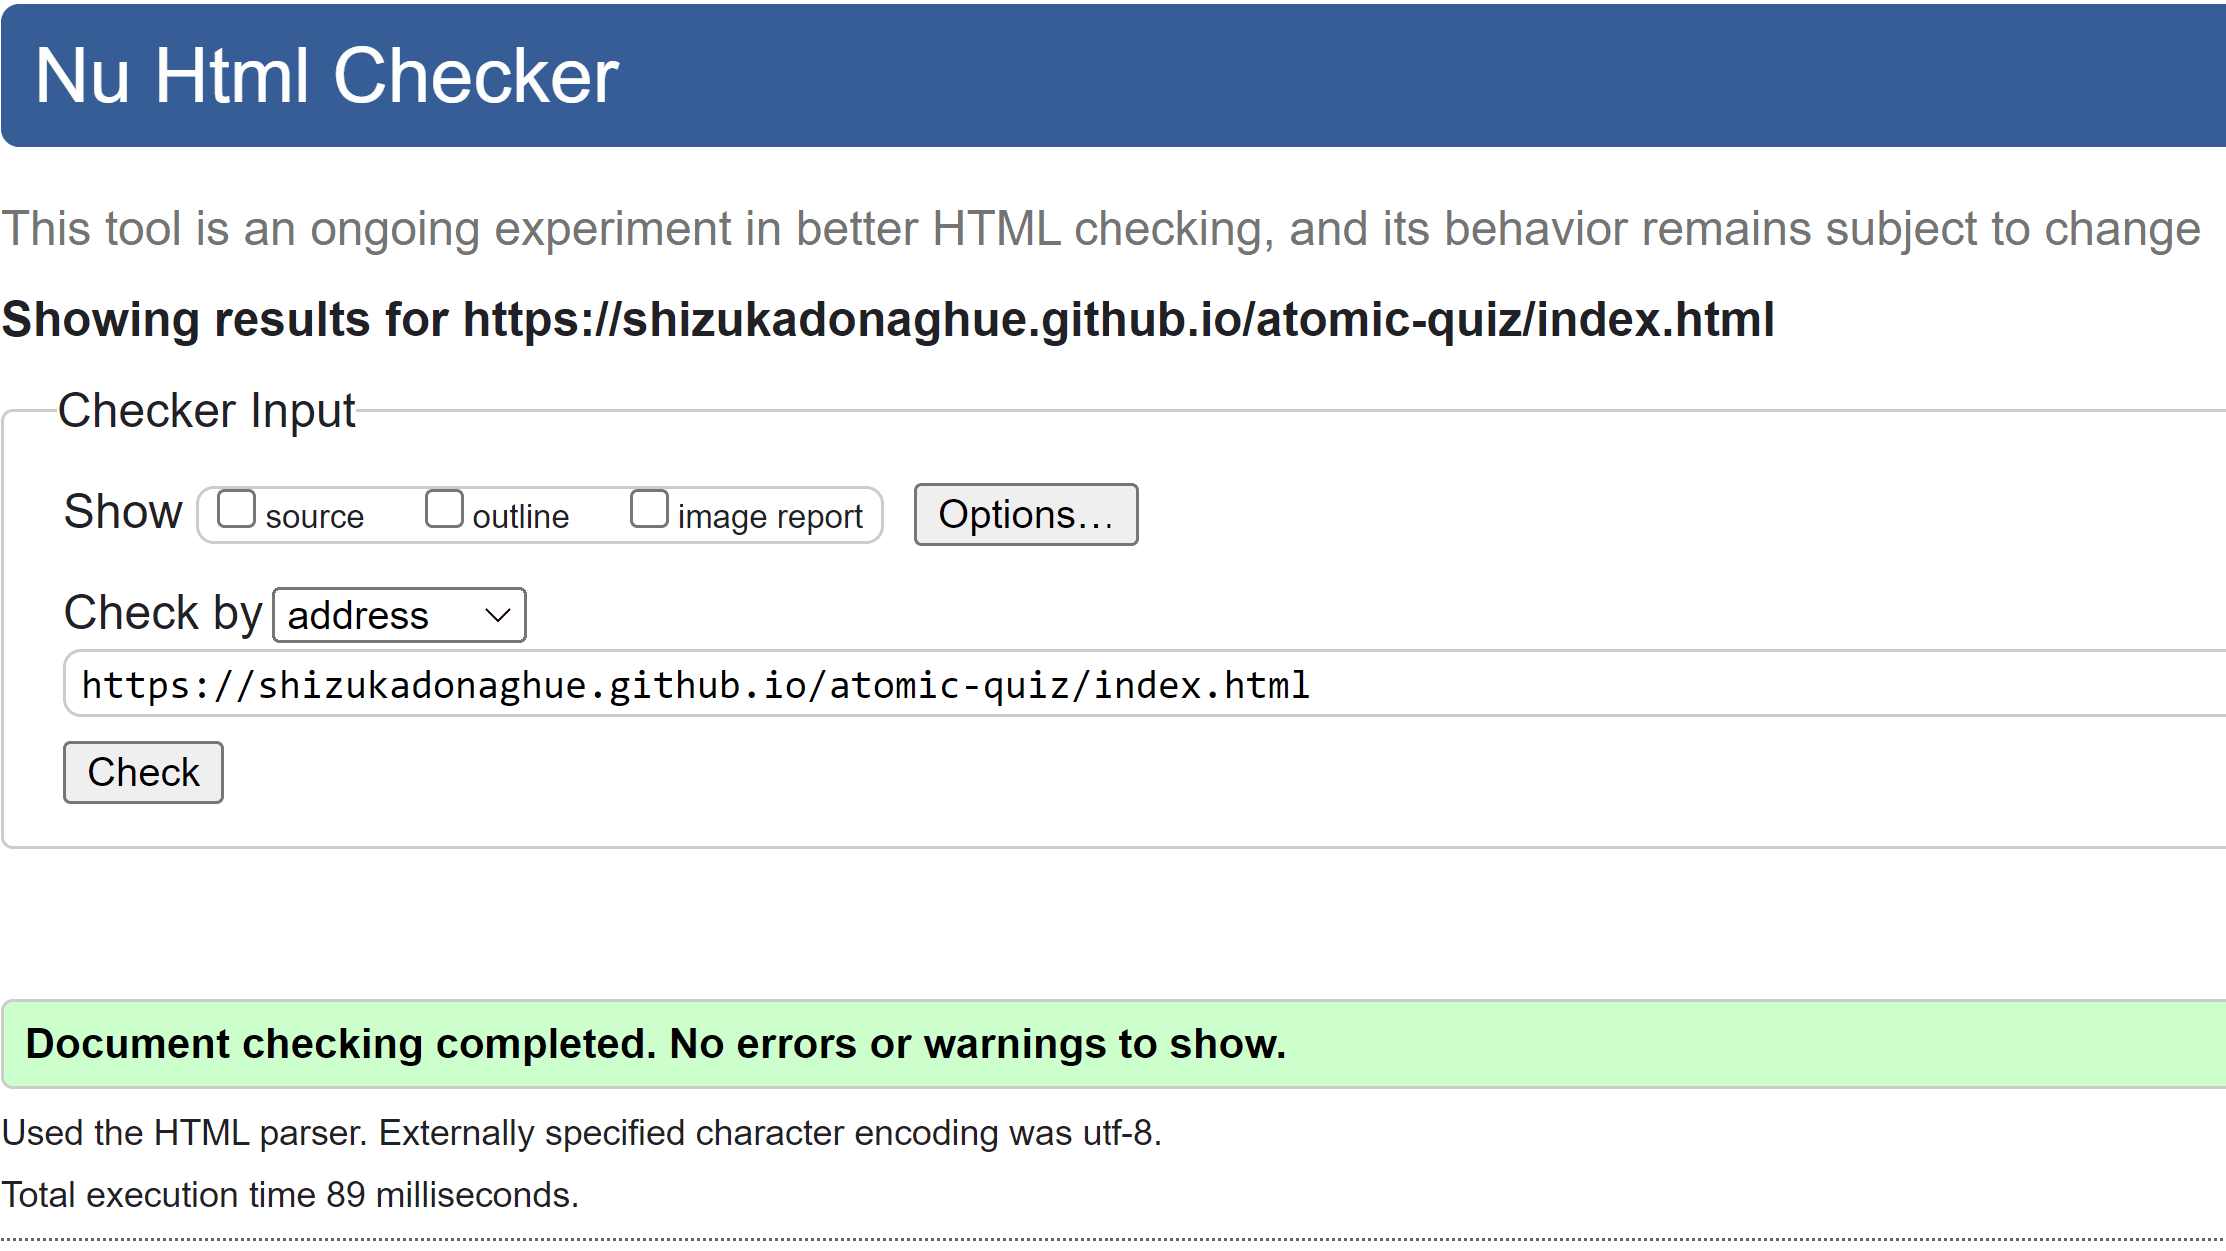 Nu Html Checker
This tool is an ongoing experiment in better HTML checking, and its behavior remains subject to change
Showing results for https://shizukadonaghue.github.io/atomic-quiz/index.html
Checker Input
Show source outline image report Options…
Check by address
https://shizukadonaghue.github.io/atomic-quiz/index.html
Check
Document checking completed. No errors or warnings to show.
Used the HTML parser. Externally specified character encoding was utf-8.
Total execution time 89 milliseconds.